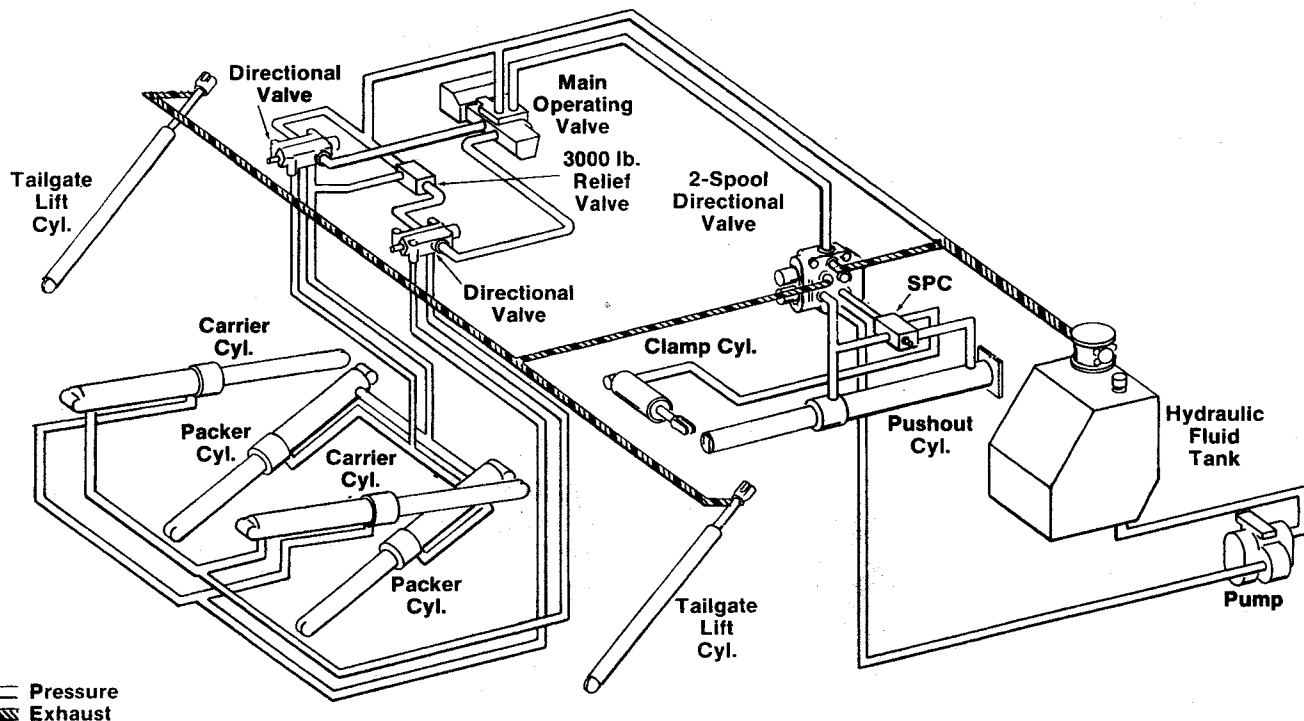 Directional
Valve
Main
Operating
Valve
3000 lb.
Relief
Valve
2-Spool
Directional
Valve
Tailgate
Lift
Cyl.
SPC
Directional
Valve
Carrier
Cyl.
Clamp Cyl.
Hydraulic
Fluid
Tank
Pushout
Cyl.
Packer
Cyl.
Carrier
Cyl.
Packer
Cyl.
Tailgate
Lift
Cyl.
Pump
Pressure
Exhaust